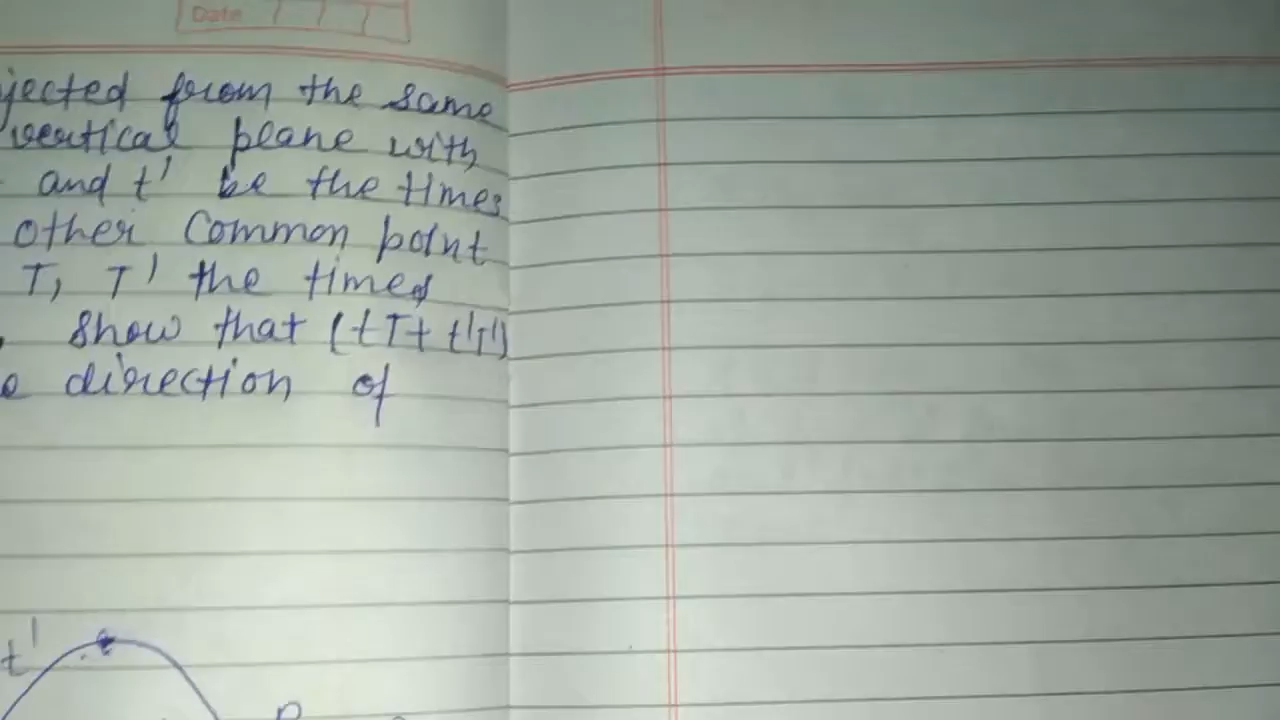 Date
jected from the same
vertical plane with
and t' be the times
other Common point
T, T' the times
show that (tT+ t'T')
direction of
t'
P